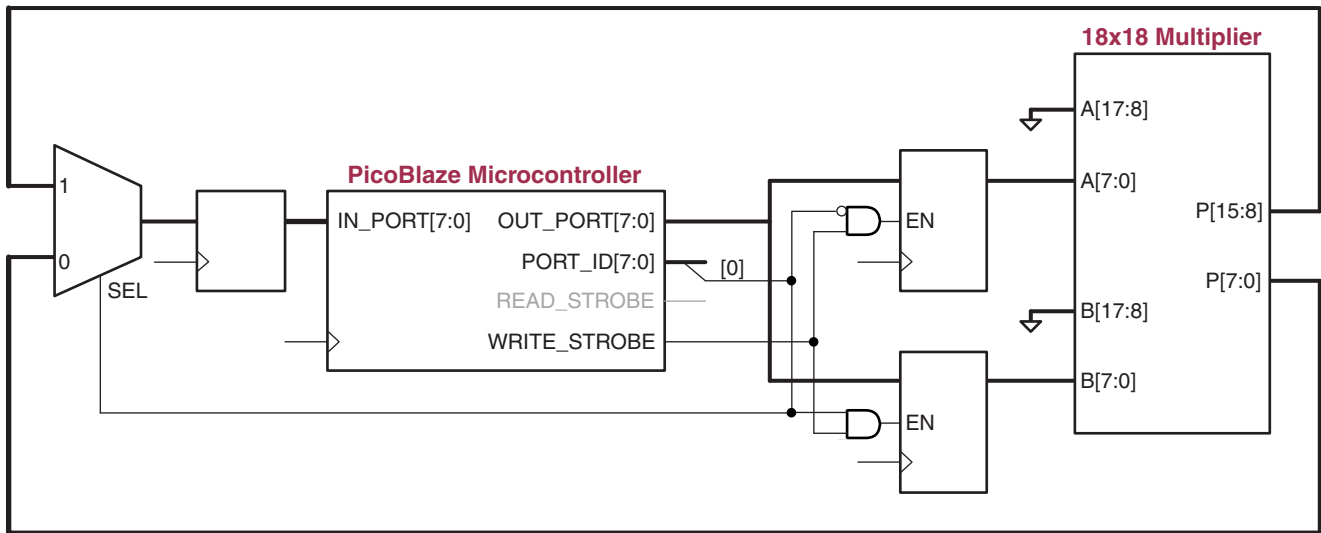 18x18 Multiplier
A[17:8]
PicoBlaze Microcontroller
1
A[7:0]
P[15:8]
IN_PORT[7:0]
OUT_PORT[7:0]
EN
0
PORT_ID[7:0]
[0]
P[7:0]
SEL
READ_STROBE
B[17:8]
WRITE_STROBE
B[7:0]
EN